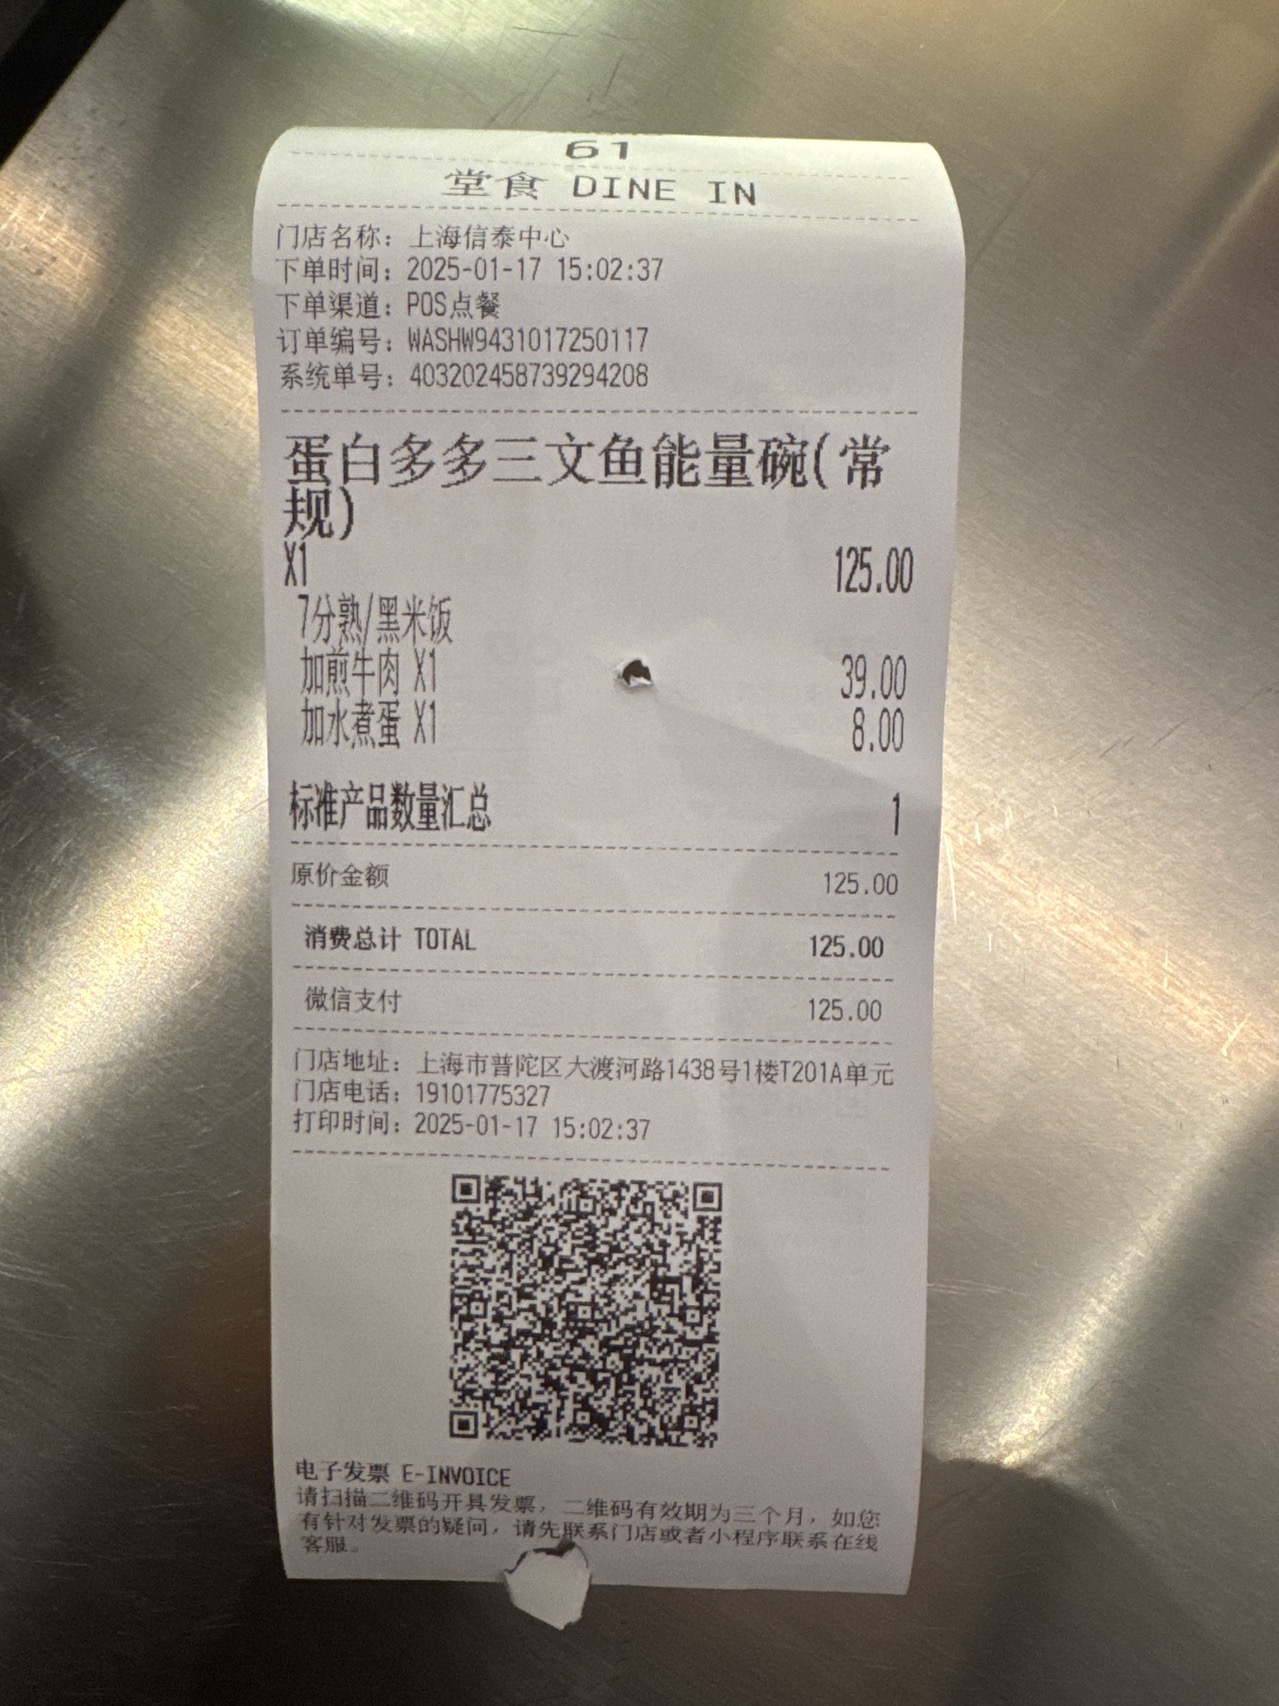 61
堂食 DINE IN
门店名称：上海信泰中心
下单时间：2025-01-17 15:02:37
下单渠道：POS点餐
订单编号：WASHW9431017250117
系统单号：403202458739294208
蛋白多多三文鱼能量碗(常
规)
X1 125.00
7分熟/黑米饭
加煎牛肉 X1 39.00
加水煮蛋 X1 8.00
标准产品数量汇总 1
原价金额 125.00
消费总计 TOTAL 125.00
微信支付 125.00
门店地址：上海市普陀区大渡河路1438号1楼T201A单元
门店电话：19101775327
打印时间：2025-01-17 15:02:37
电子发票 E-INVOICE
请扫描二维码开具发票，二维码有效期为三个月，如您
有针对发票的疑问，请先联系门店或者小程序联系在线
客服。